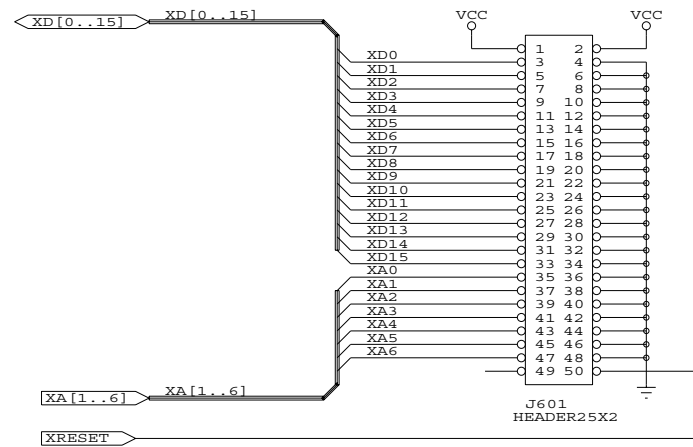 XD[0..15] XD[0..15] VCC VCC
1 2
XD0 3 4
XD1 5 6
XD2 7 8
XD3 9 10
XD4 11 12
XD5 13 14
XD6 15 16
XD7 17 18
XD8 19 20
XD9 21 22
XD10 23 24
XD11 25 26
XD12 27 28
XD13 29 30
XD14 31 32
XD15 33 34
XA0 35 36
XA1 37 38
XA2 39 40
XA3 41 42
XA4 43 44
XA5 45 46
XA6 47 48
49 50
XA[1..6] XA[1..6]
J601
HEADER25X2
XRESET